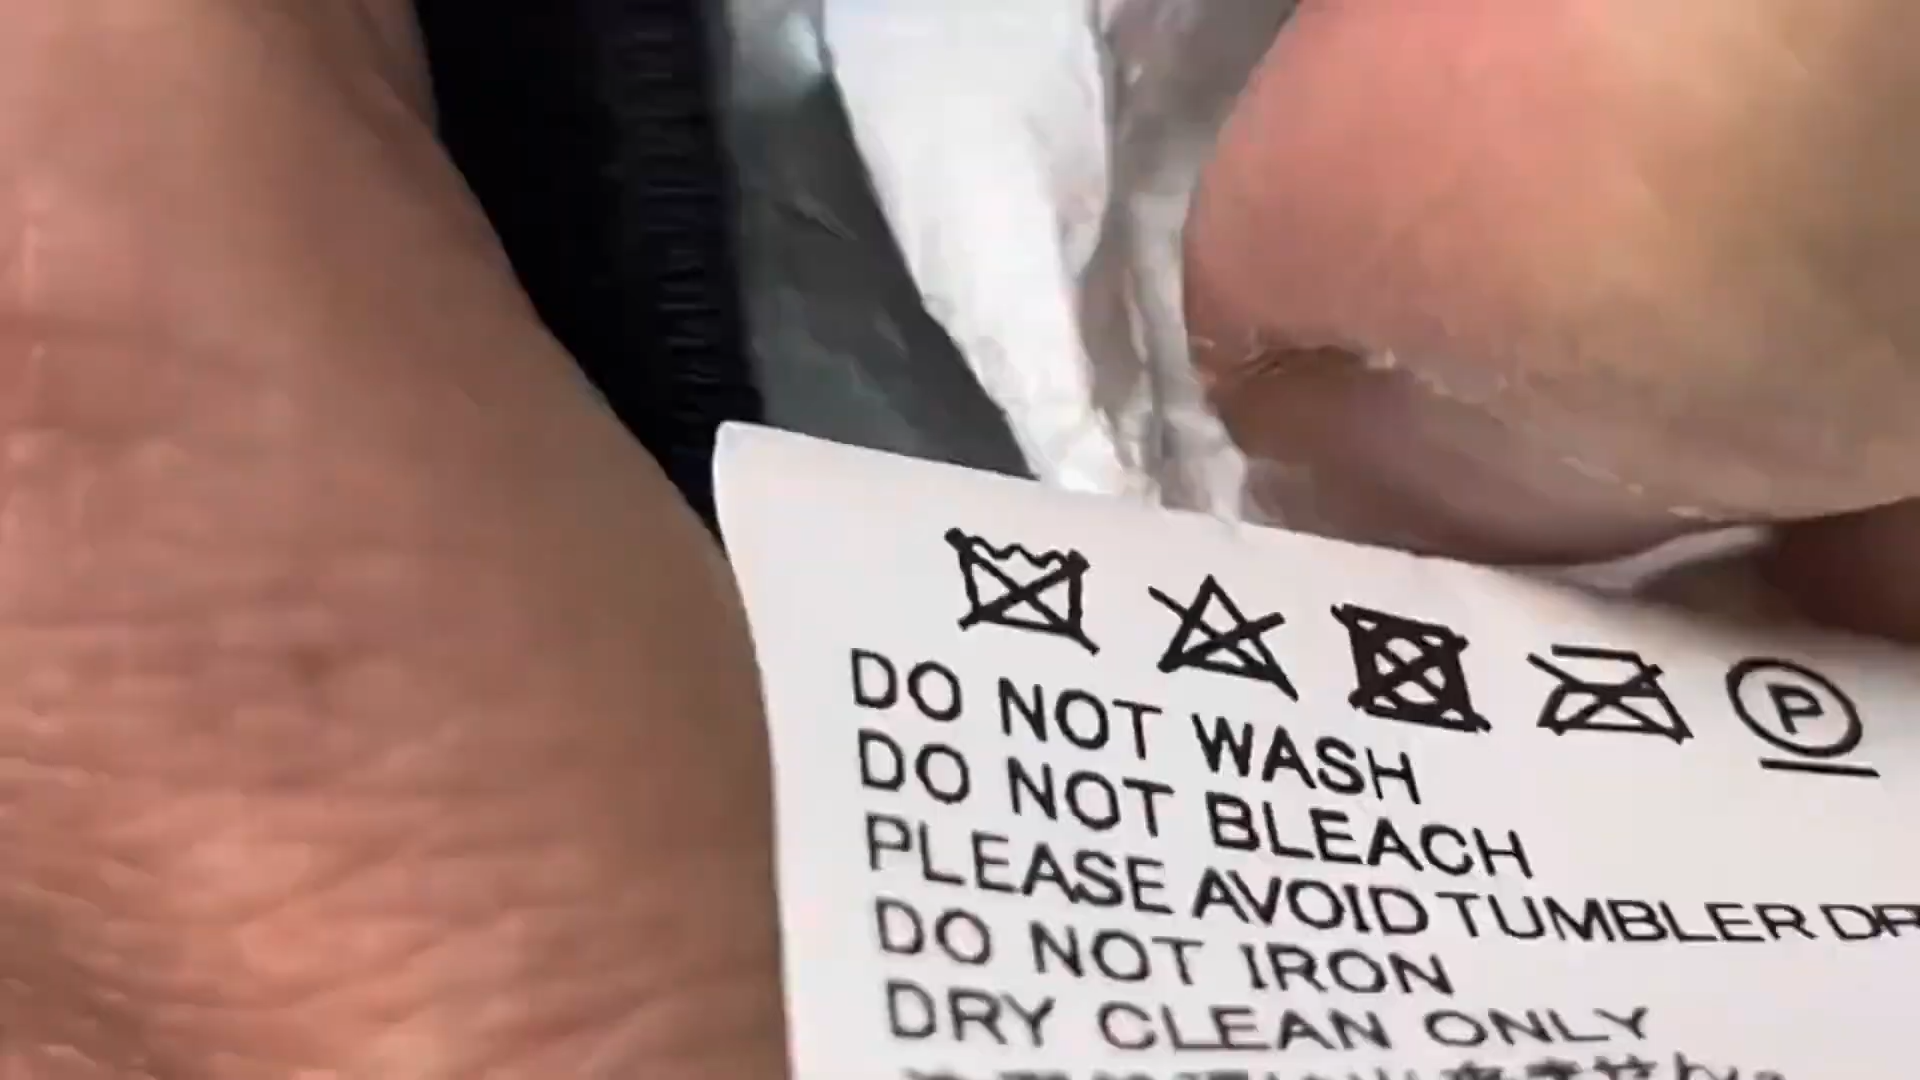 P
DO NOT WASH
DO NOT BLEACH
PLEASE AVOID TUMBLER DR
DO NOT IRON
DRY CLEAN ONLY